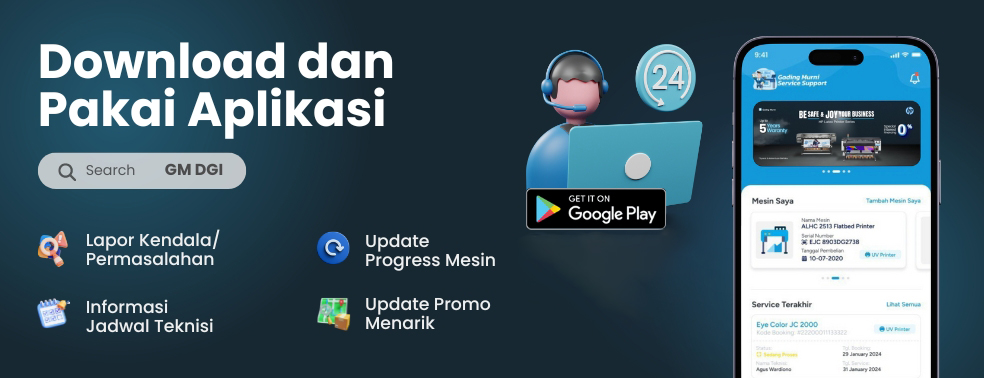 Download dan
Pakai Aplikasi
Search GM DGI
Lapor Kendala/
Permasalahan
Update
Progress Mesin
Informasi
Jadwal Teknisi
Update Promo
Menarik
24
GET IT ON
Google Play
9:41
Gading Murni
Service Support
BE SAFE & JOY YOUR BUSINESS
5 Years
Warranty
0%
Mesin Saya
Tambah Mesin Saya
Nama Mesin
ALHC 2513 Flatbed Printer
Serial Number
EJC 8903DG273B
Tanggal Pembelian
10-07-2020
UV Printer
Service Terakhir
Lihat Semua
Eye Color JC 2000
UV Printer
Status
Tgl. Booking
29 January 2024
Agus Wardiono
31 January 2024